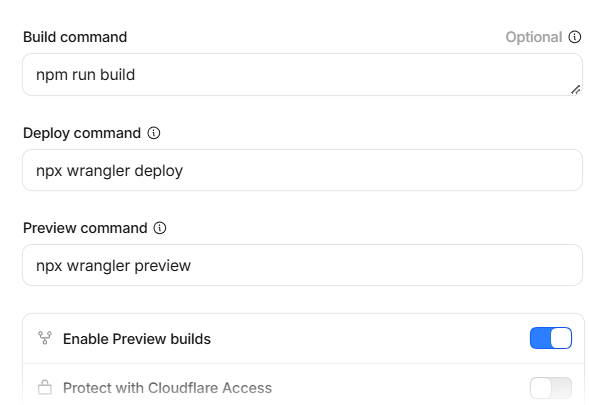 Build command
Optional
npm run build
Deploy command
npx wrangler deploy
Preview command
npx wrangler preview
Enable Preview builds
Protect with Cloudflare Access